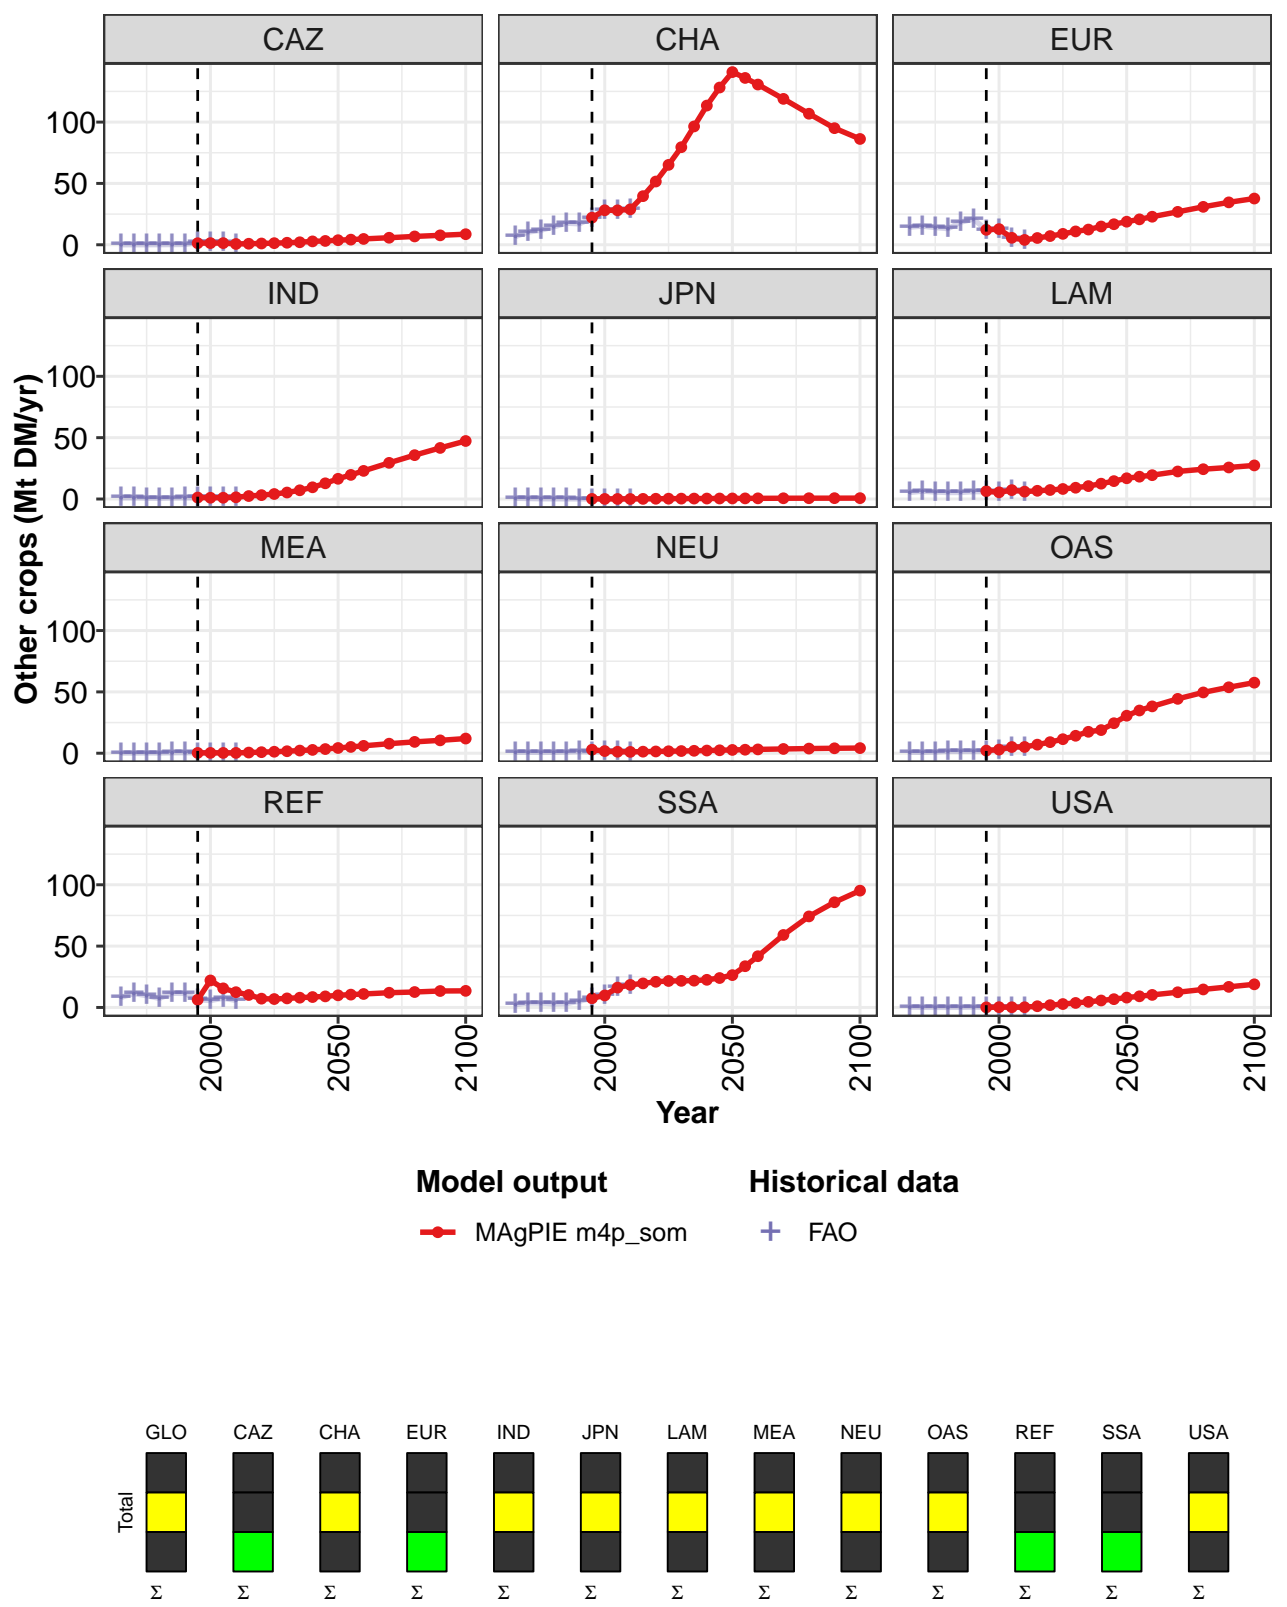 CAZ CHA EUR
100
50
0
IND JPN LAM
100
50
0
MEA NEU OAS
100
50
0
REF SSA USA
100
50
0
Other crops (Mt DM/yr)
2000 2050 2100 2000 2050 2100 2000 2050 2100
Year
Model output Historical data
MAgPIE m4p_som FAO
GLO CAZ CHA EUR IND JPN LAM MEA NEU OAS REF SSA USA
Total
Σ Σ Σ Σ Σ Σ Σ Σ Σ Σ Σ Σ Σ